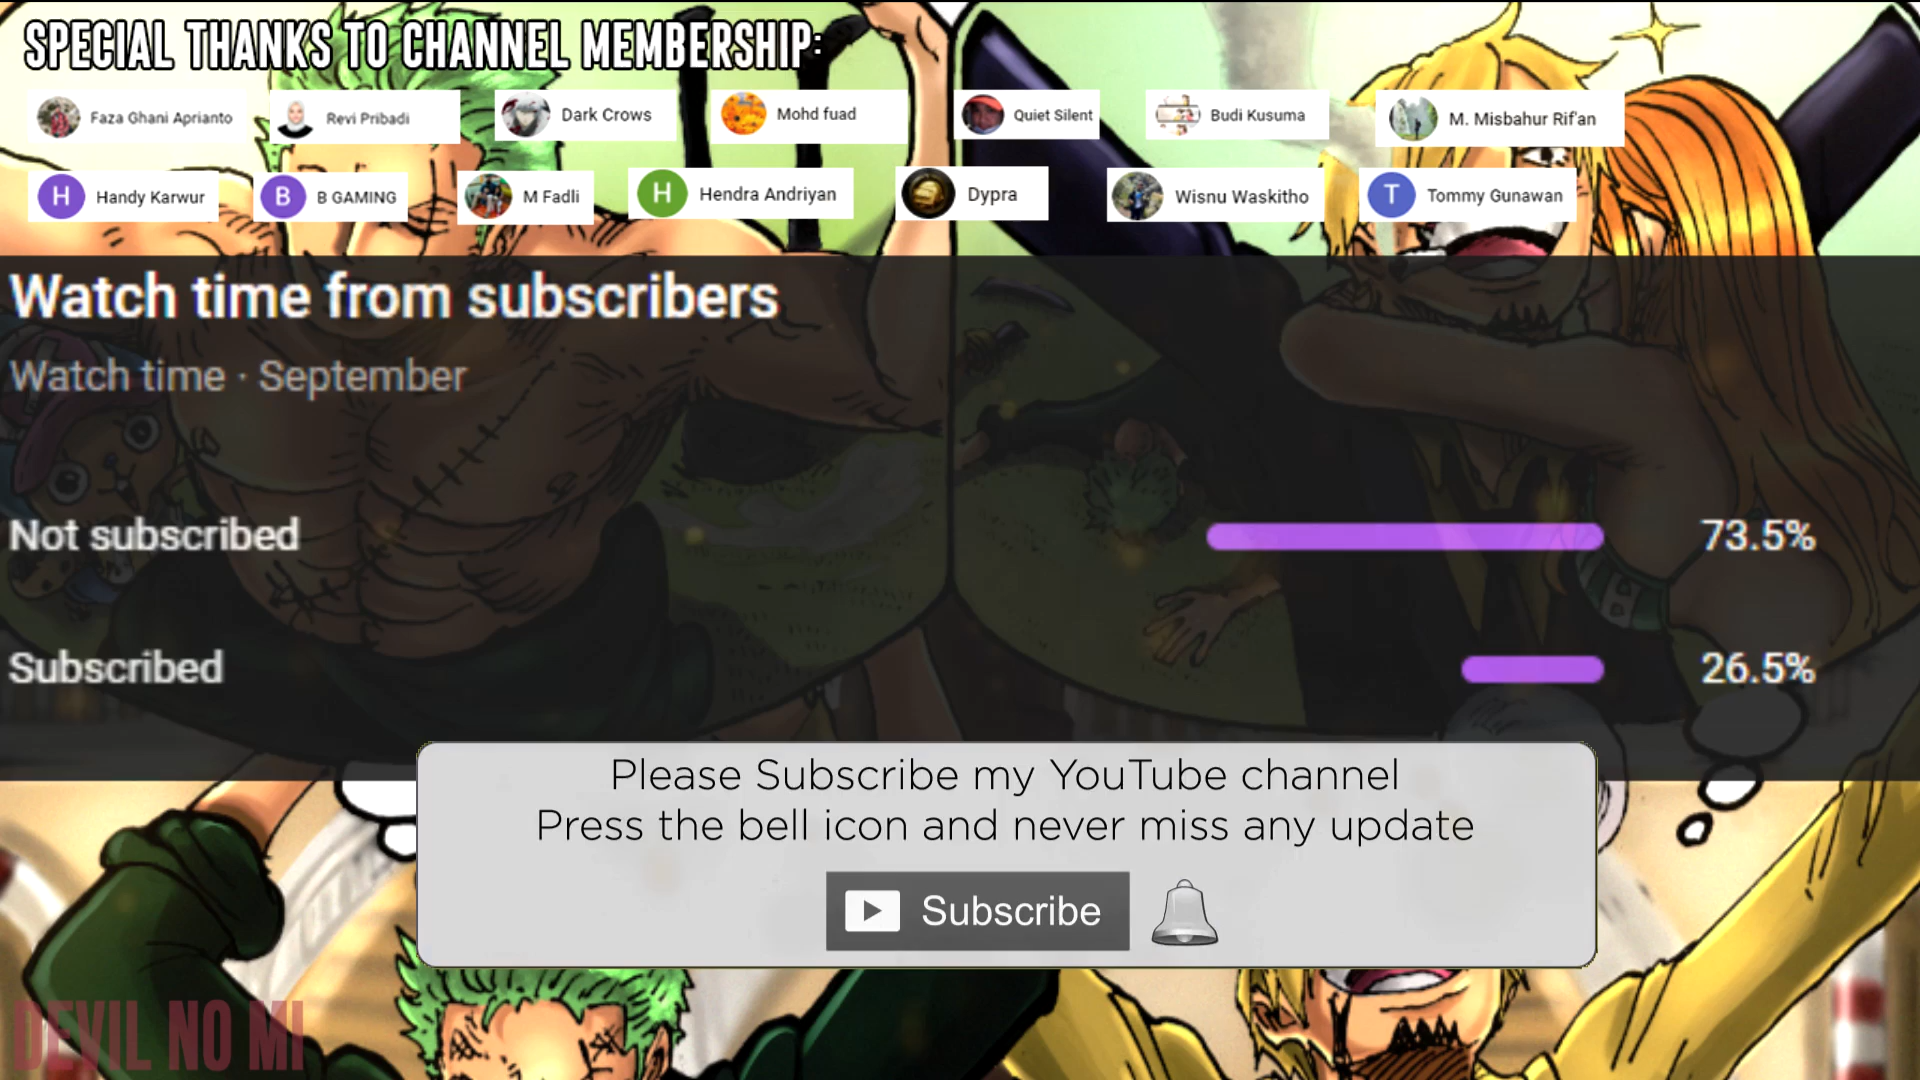 SPECIAL THANKS TO CHANNEL MEMBERSHIP:
Faza Ghani Aprianto Revi Pribadi Dark Crows Mohd fuad Quiet Silent Budi Kusuma M. Misbahur Rif'an
H Handy Karwur B B GAMING M Fadli H Hendra Andriyan Dypra Wisnu Waskitho T Tommy Gunawan
Watch time from subscribers
Watch time · September
Not subscribed 73.5%
Subscribed 26.5%
Please Subscribe my YouTube channel
Press the bell icon and never miss any update
Subscribe
DEVIL NO MI